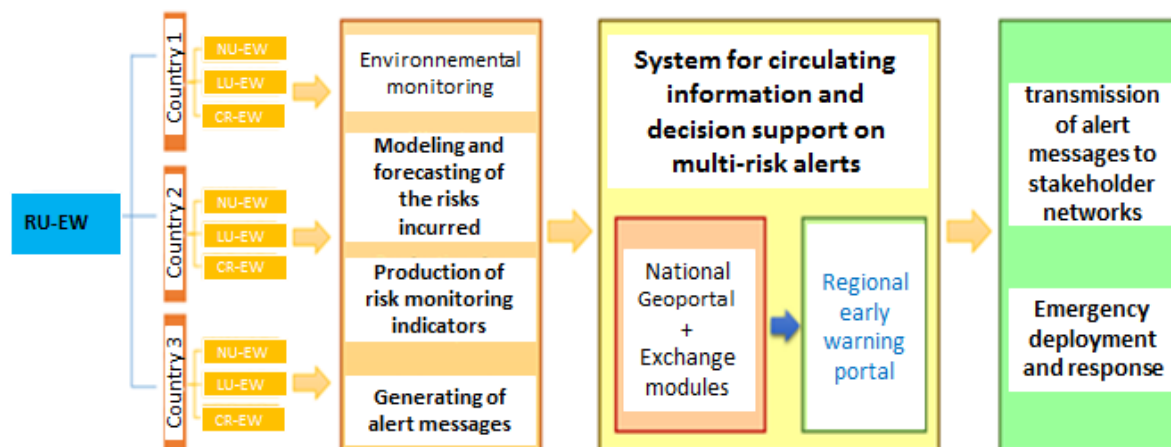 RU-EW
Country 1
NU-EW
LU-EW
CR-EW
Country 2
NU-EW
LU-EW
CR-EW
Country 3
NU-EW
LU-EW
CR-EW
Environnemental
monitoring
Modeling and
forecasting of
the risks
incurred
Production of
risk monitoring
indicators
Generating of
alert messages
System for circulating
information and
decision support on
multi-risk alerts
National
Geoportal
+
Exchange
modules
Regional
early
warning
portal
transmission
of alert
messages to
stakeholder
networks
Emergency
deployment
and response